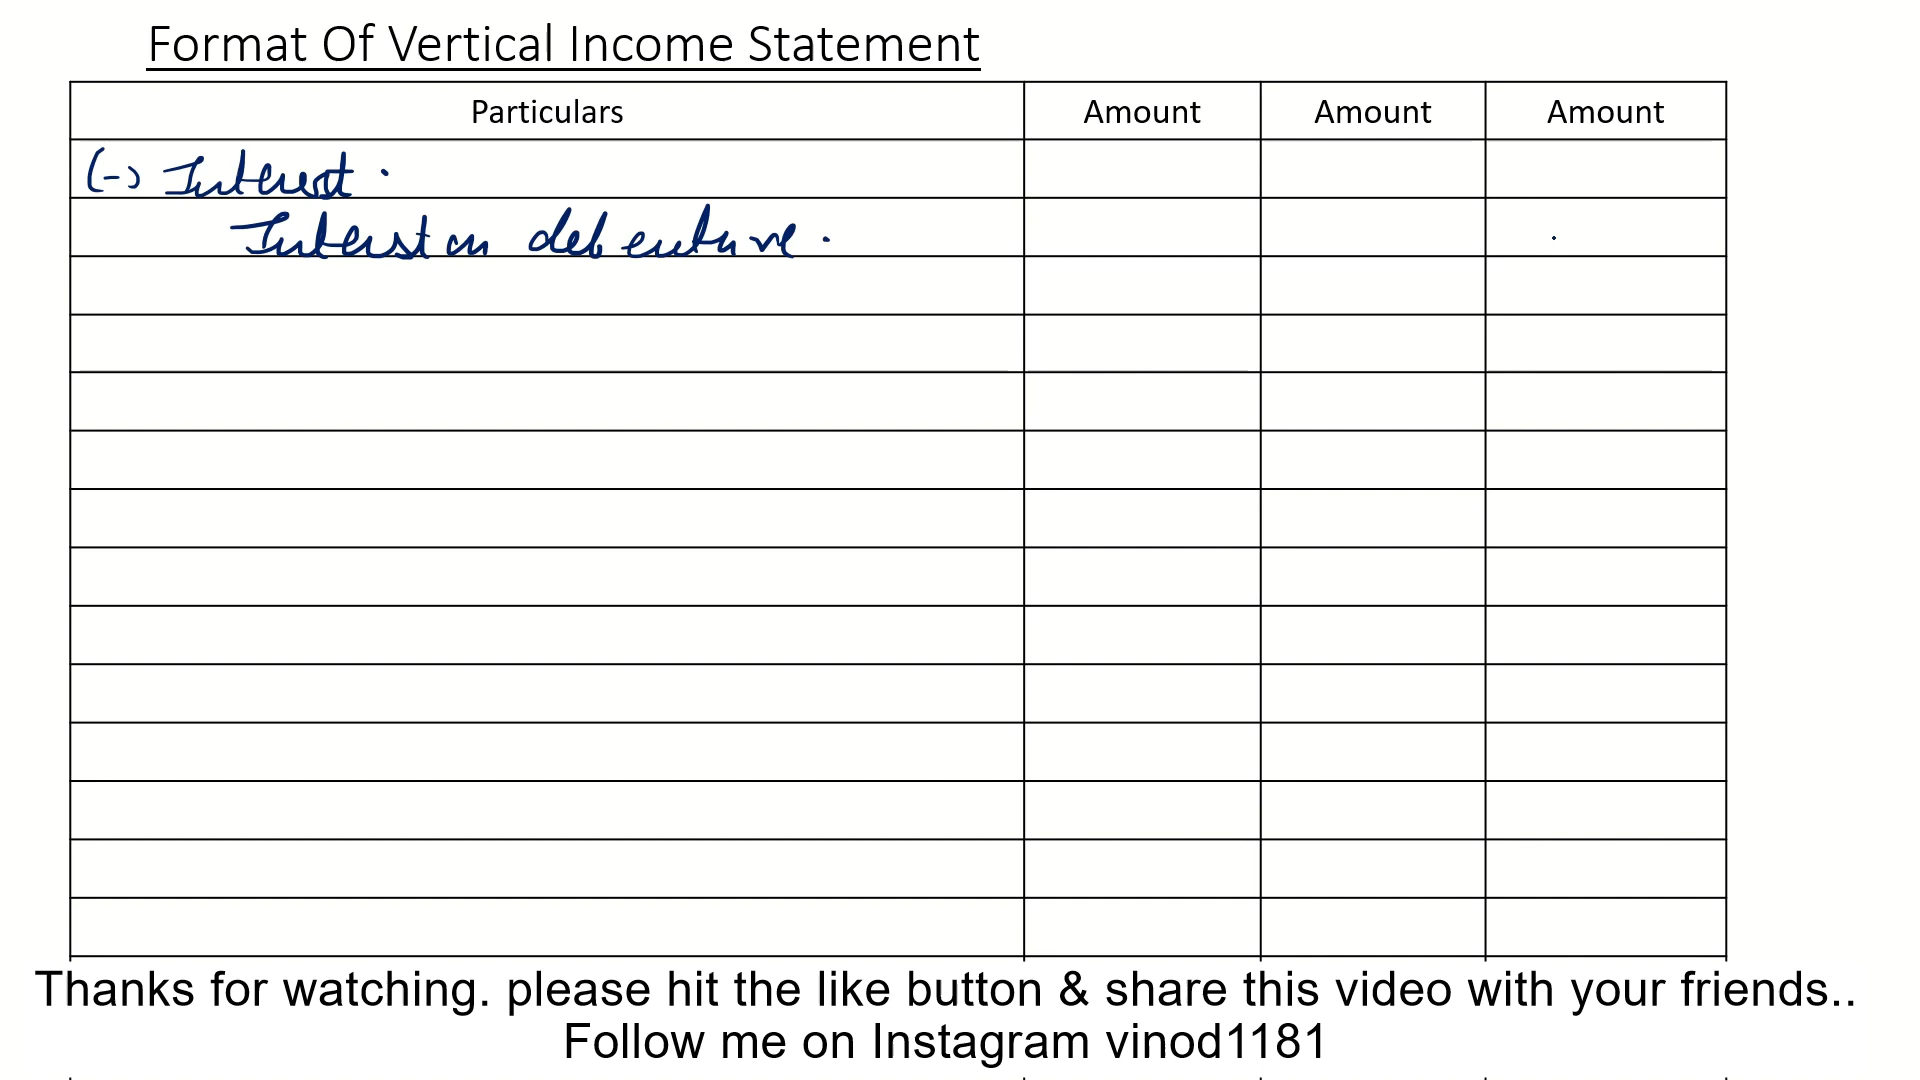 Format Of Vertical Income Statement
Particulars Amount Amount Amount
(-) Interest .
Interest on debenture .
Thanks for watching. please hit the like button & share this video with your friends..
Follow me on Instagram vinod1181